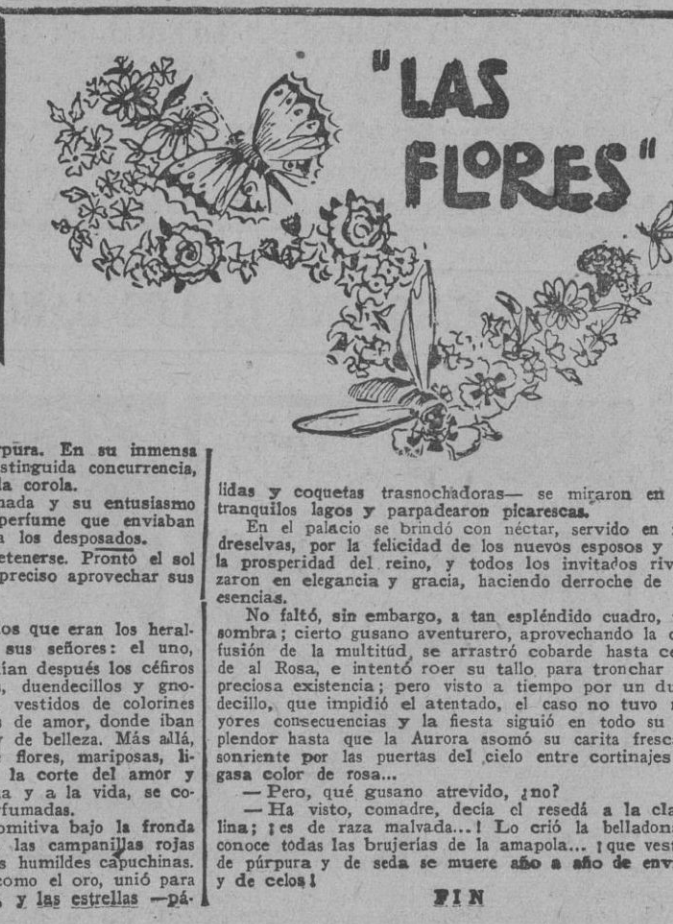 "LAS
FLORES"
rpura. En su inmensa
stinguida concurrencia,
la corola.
nada y su entusiasmo
perfume que enviaban
a los desposados.
etenerse. Pronto el sol
preciso aprovechar sus
os que eran los heral-
sus señores: el uno,
ían después los céfiros
, duendecillos y gno-
vestidos de colorines
s de amor, donde iban
r de belleza. Más allá,
flores, mariposas, li-
la corte del amor y
a y a la vida, se co-
rfumadas.
omitiva bajo la fronda
las campanillas rojas
s humildes capuchinas.
como el oro, unió para
, y las estrellas —pá-
lidas y coquetas trasnochadoras— se miraron en
tranquilos lagos y parpadearon picarescas.
En el palacio se brindó con néctar, servido en
dreselvas, por la felicidad de los nuevos esposos y
la prosperidad del reino, y todos los invitados riv
zaron en elegancia y gracia, haciendo derroche de
esencias.
No faltó, sin embargo, a tan espléndido cuadro,
sombra; cierto gusano aventurero, aprovechando la c
fusión de la multitúd, se arrastró cobarde hasta ce
de al Rosa, e intentó roer su tallo para tronchar
preciosa existencia; pero visto a tiempo por un du
decillo, que impidió el atentado, el caso no tuvo m
yores consecuencias y la fiesta siguió en todo su
plendor hasta que la Aurora asomó su carita fresc
sonriente por las puertas del cielo entre cortinajes
gasa color de rosa...
— Pero, qué gusano atrevido, ¿no?
— Ha visto, comadre, decía el resedá a la cla
lina; ¡es de raza malvada...! Lo crió la belladon
conoce todas las brujerías de la amapola... ¡que vest
de púrpura y de seda se muere año a año de env
y de celos!
FIN